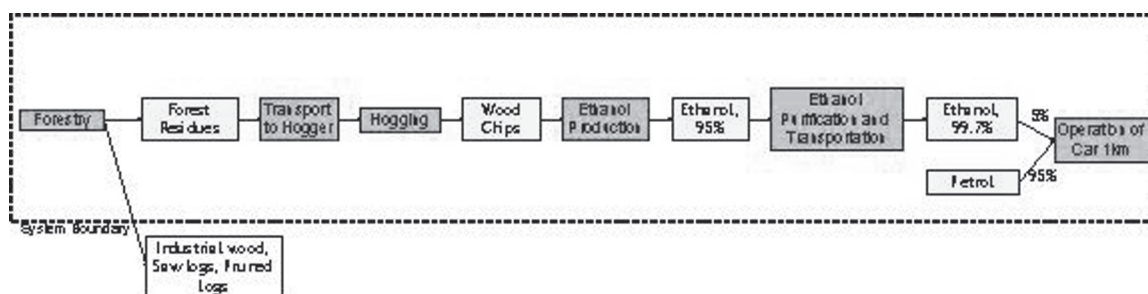 Forestry
Forest
Residues
Transport
to Hogger
Hogging
Wood
Chips
Ethanol
Production
Ethanol,
95%
Ethanol
Purification and
Transportation
Ethanol,
99.7%
5%
Operation of
Car 1km
Petrol
95%
System Boundary
Industrial wood,
Saw logs, Pruned
Logs